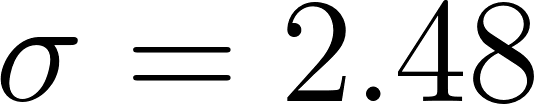 σ = 2.48